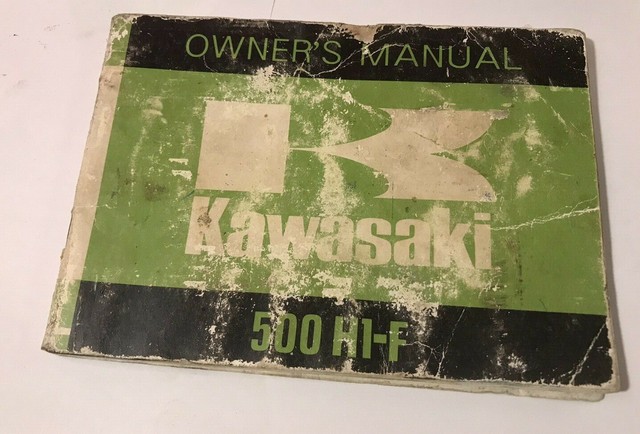 OWNER'S MANUAL
Kawasaki
500 H1-F